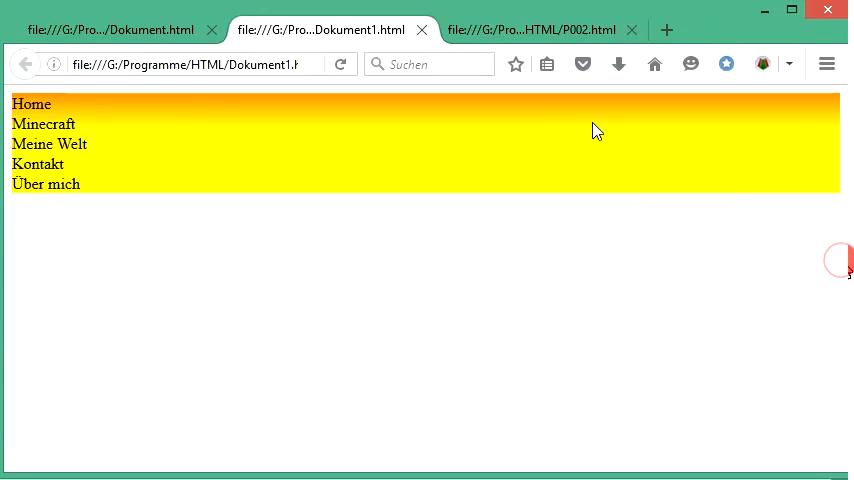 file:///G:/Pro.../Dokument.html
file:///G:/Pro...Dokument1.html
file:///G:/Pro...HTML/P002.html
file:///G:/Programme/HTML/Dokument1.h
Suchen
Home
Minecraft
Meine Welt
Kontakt
Über mich